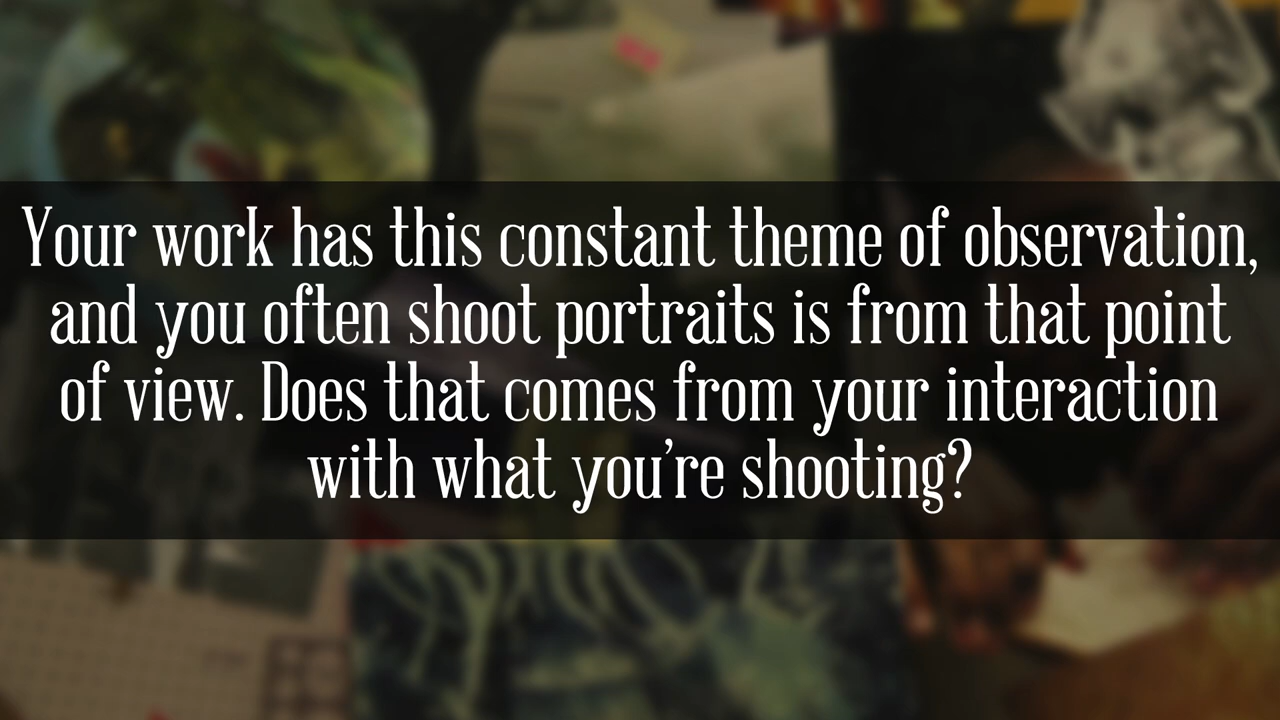 Your work has this constant theme of observation,
and you often shoot portraits is from that point
of view. Does that comes from your interaction
with what you're shooting?